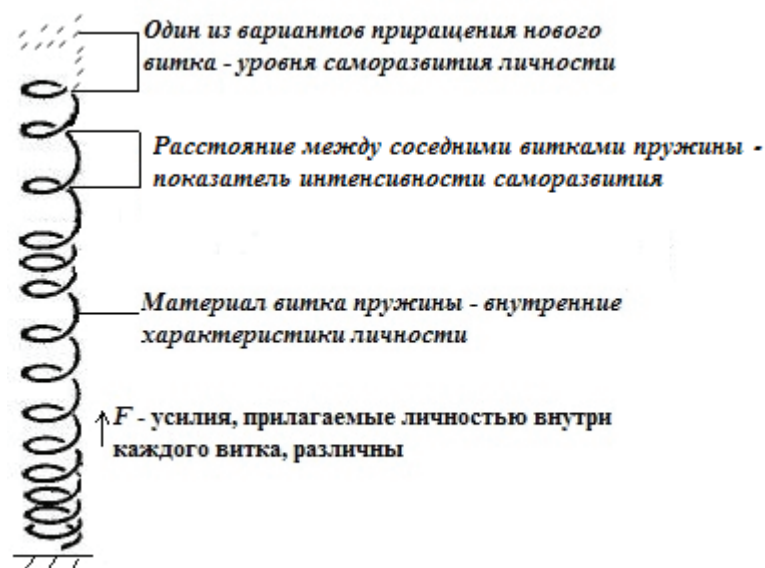 Один из вариантов приращения нового
витка - уровня саморазвития личности
Расстояние между соседними витками пружины -
показатель интенсивности саморазвития
Материал витка пружины - внутренние
характеристики личности
F - усилия, прилагаемые личностью внутри
каждого витка, различны